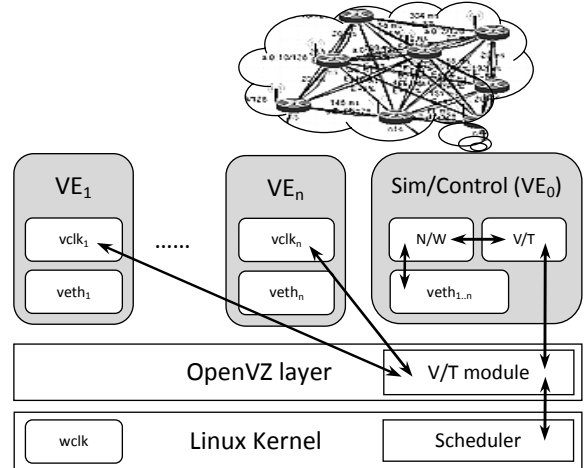 VE1
vclk1
veth1
......
VEn
vclkn
vethn
Sim/Control (VE0)
N/W
V/T
veth1..n
OpenVZ layer
V/T module
wclk
Linux Kernel
Scheduler